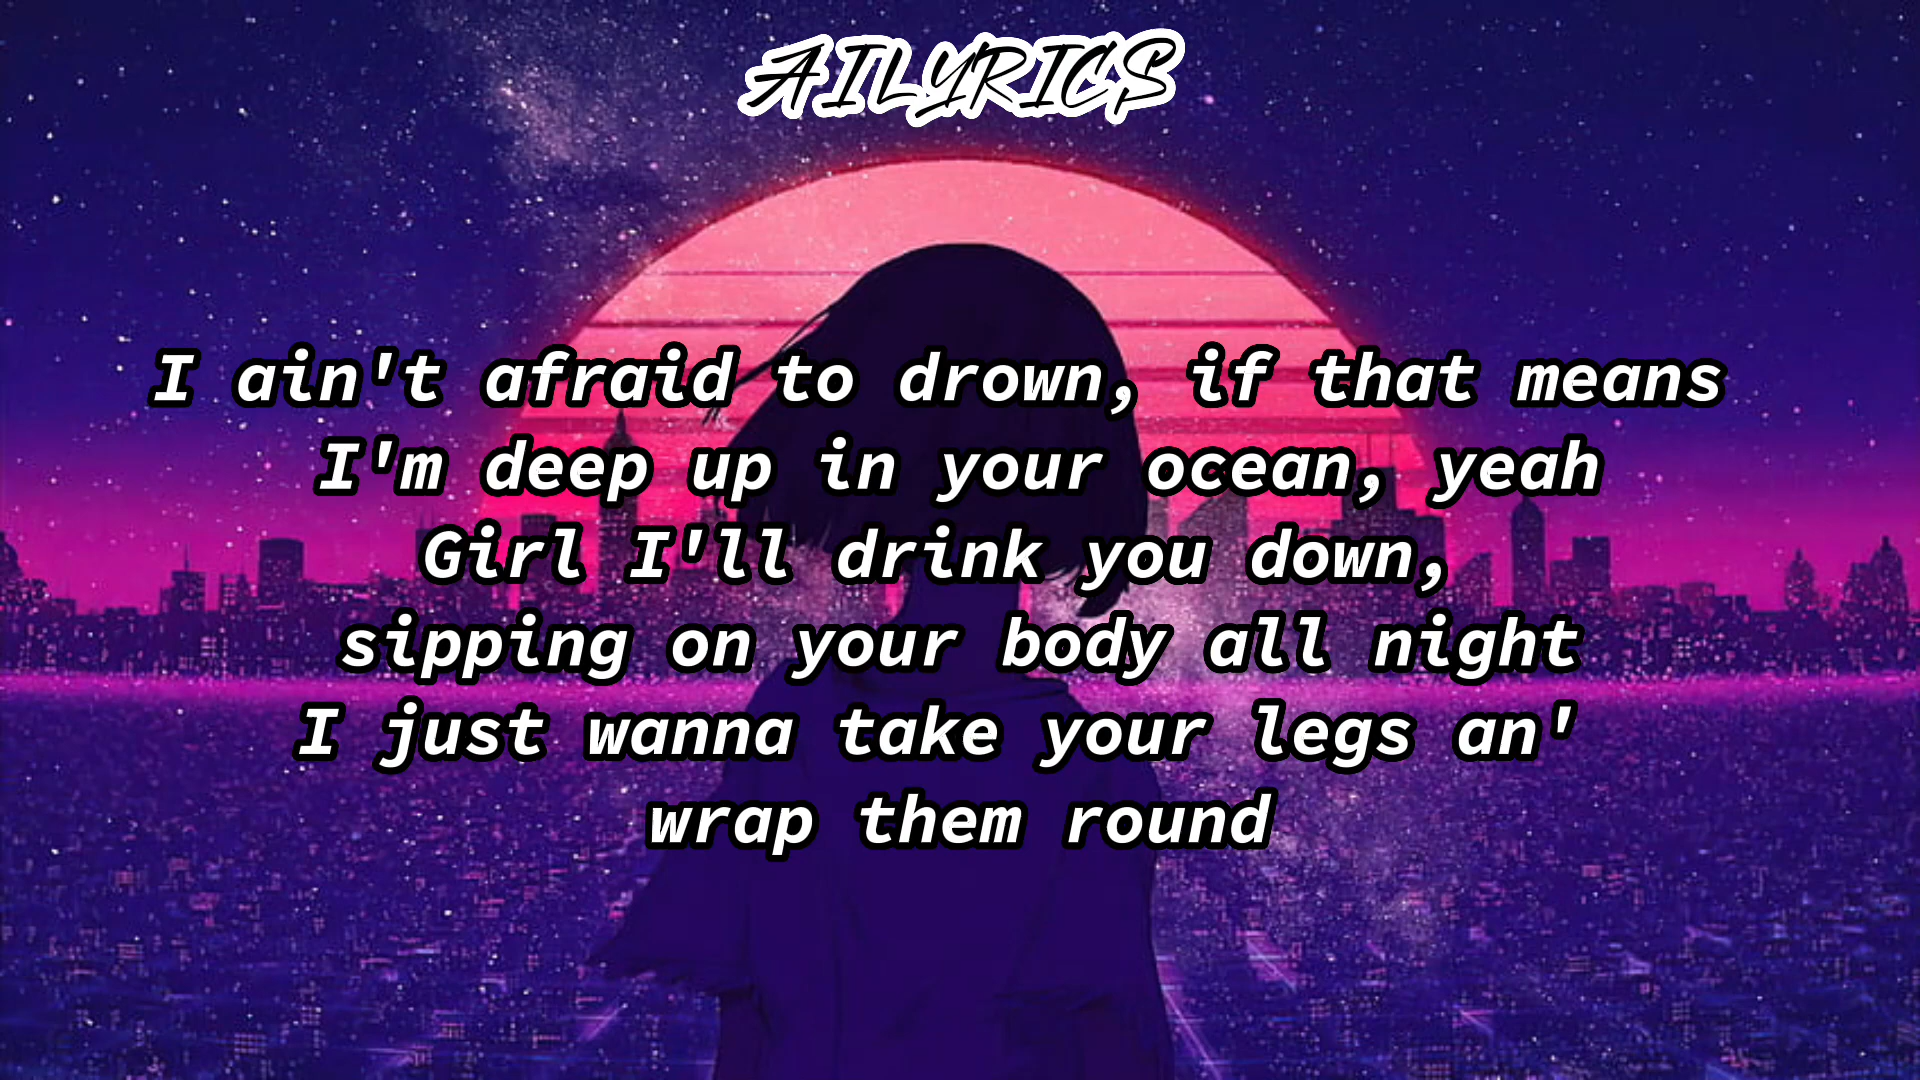 AILYRICS
I ain't afraid to drown, if that means
I'm deep up in your ocean, yeah
Girl I'll drink you down,
sipping on your body all night
I just wanna take your legs an'
wrap them round